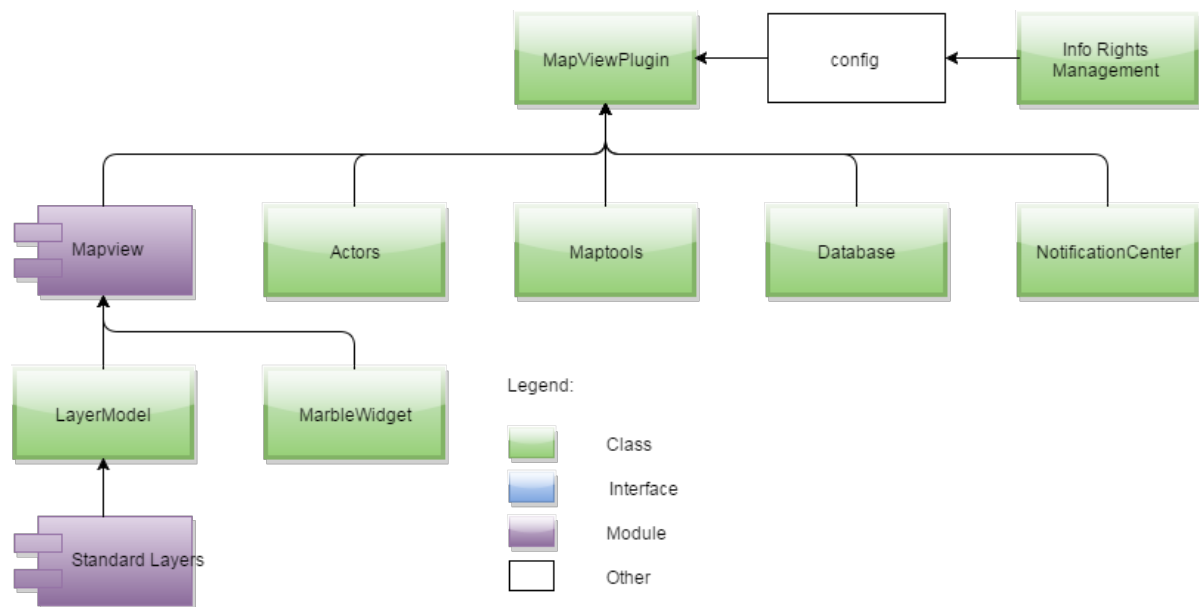 MapViewPlugin
config
Info Rights
Management
Mapview
Actors
Maptools
Database
NotificationCenter
LayerModel
MarbleWidget
Standard Layers
Legend:
Class
Interface
Module
Other